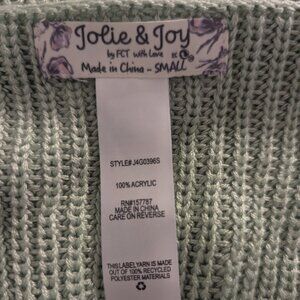 Jolie & Joy
by FCT with Love
Made in China - SMALL
STYLE# J4G0396S
100% ACRYLIC
RN#157787
MADE IN CHINA
CARE ON REVERSE
THIS LABEL YARN IS MADE
OUT OF 100% RECYCLED
POLYESTER MATERIALS